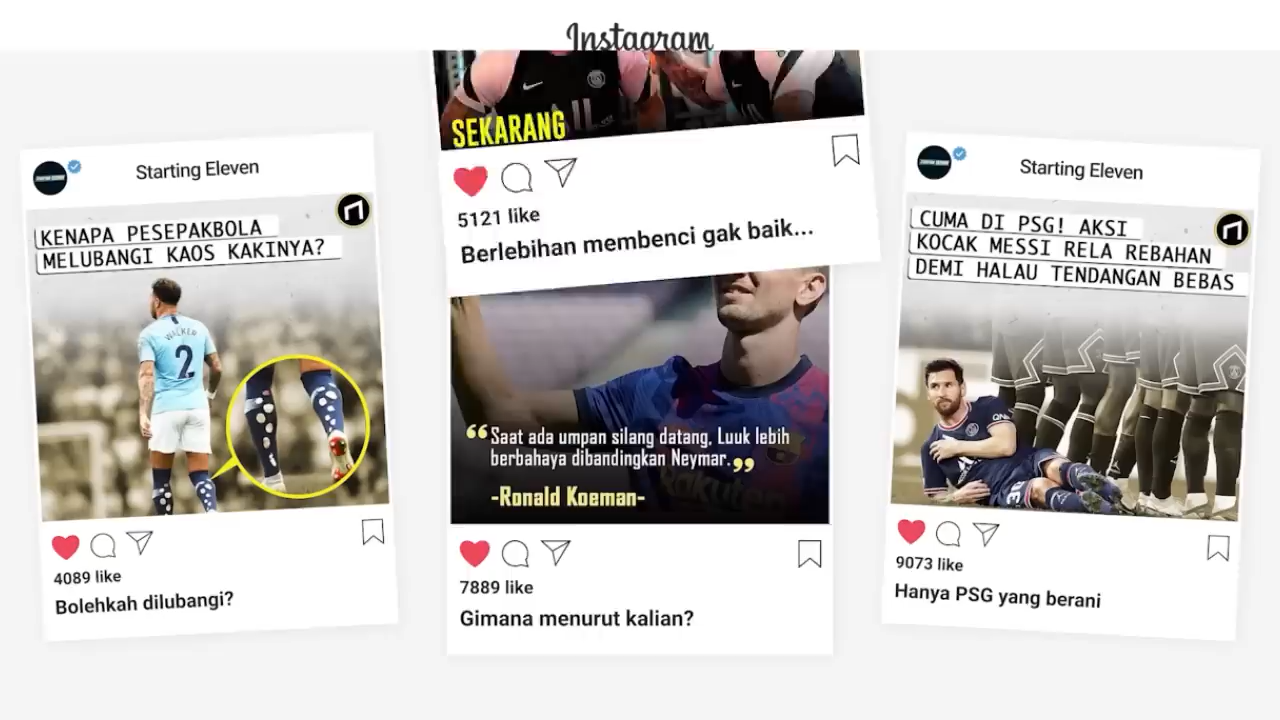 Instagram
Starting Eleven
KENAPA PESEPAKBOLA
MELUBANGI KAOS KAKINYA?
WALKER
2
4089 like
Bolehkah dilubangi?
SEKARANG
5121 like
Berlebihan membenci gak baik...
“Saat ada umpan silang datang, Luuk lebih
berbahaya dibandingkan Neymar.”
-Ronald Koeman-
Rakuten
7889 like
Gimana menurut kalian?
Starting Eleven
CUMA DI PSG! AKSI
KOCAK MESSI RELA REBAHAN
DEMI HALAU TENDANGAN BEBAS
9073 like
Hanya PSG yang berani